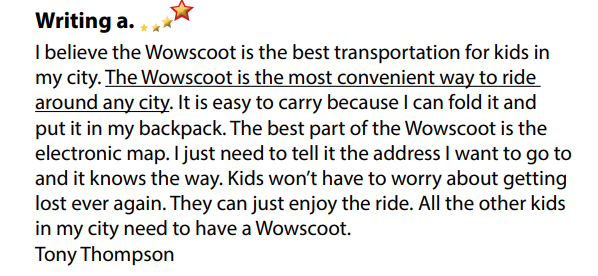 Writing a.
I believe the Wowscoot is the best transportation for kids in
my city. The Wowscoot is the most convenient way to ride
around any city. It is easy to carry because I can fold it and
put it in my backpack. The best part of the Wowscoot is the
electronic map. I just need to tell it the address I want to go to
and it knows the way. Kids won’t have to worry about getting
lost ever again. They can just enjoy the ride. All the other kids
in my city need to have a Wowscoot.
Tony Thompson